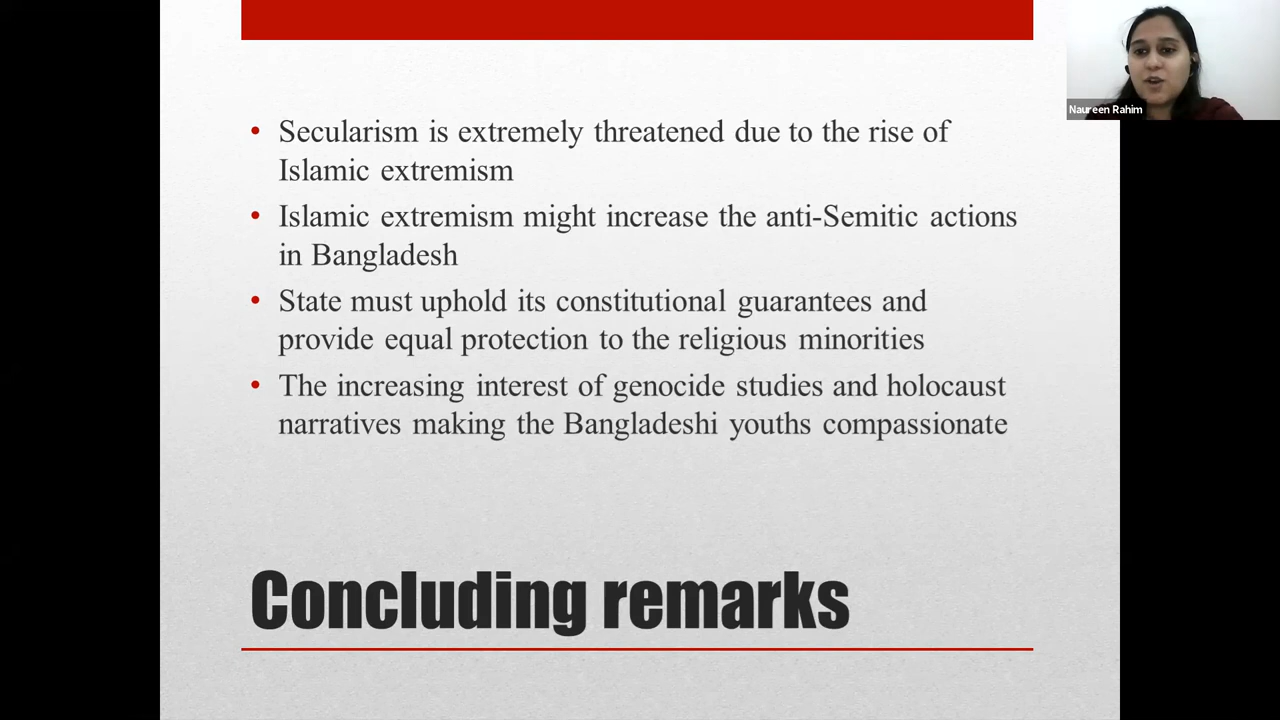 • Secularism is extremely threatened due to the rise of
Islamic extremism
• Islamic extremism might increase the anti-Semitic actions
in Bangladesh
• State must uphold its constitutional guarantees and
provide equal protection to the religious minorities
• The increasing interest of genocide studies and holocaust
narratives making the Bangladeshi youths compassionate
Concluding remarks
Naureen Rahim